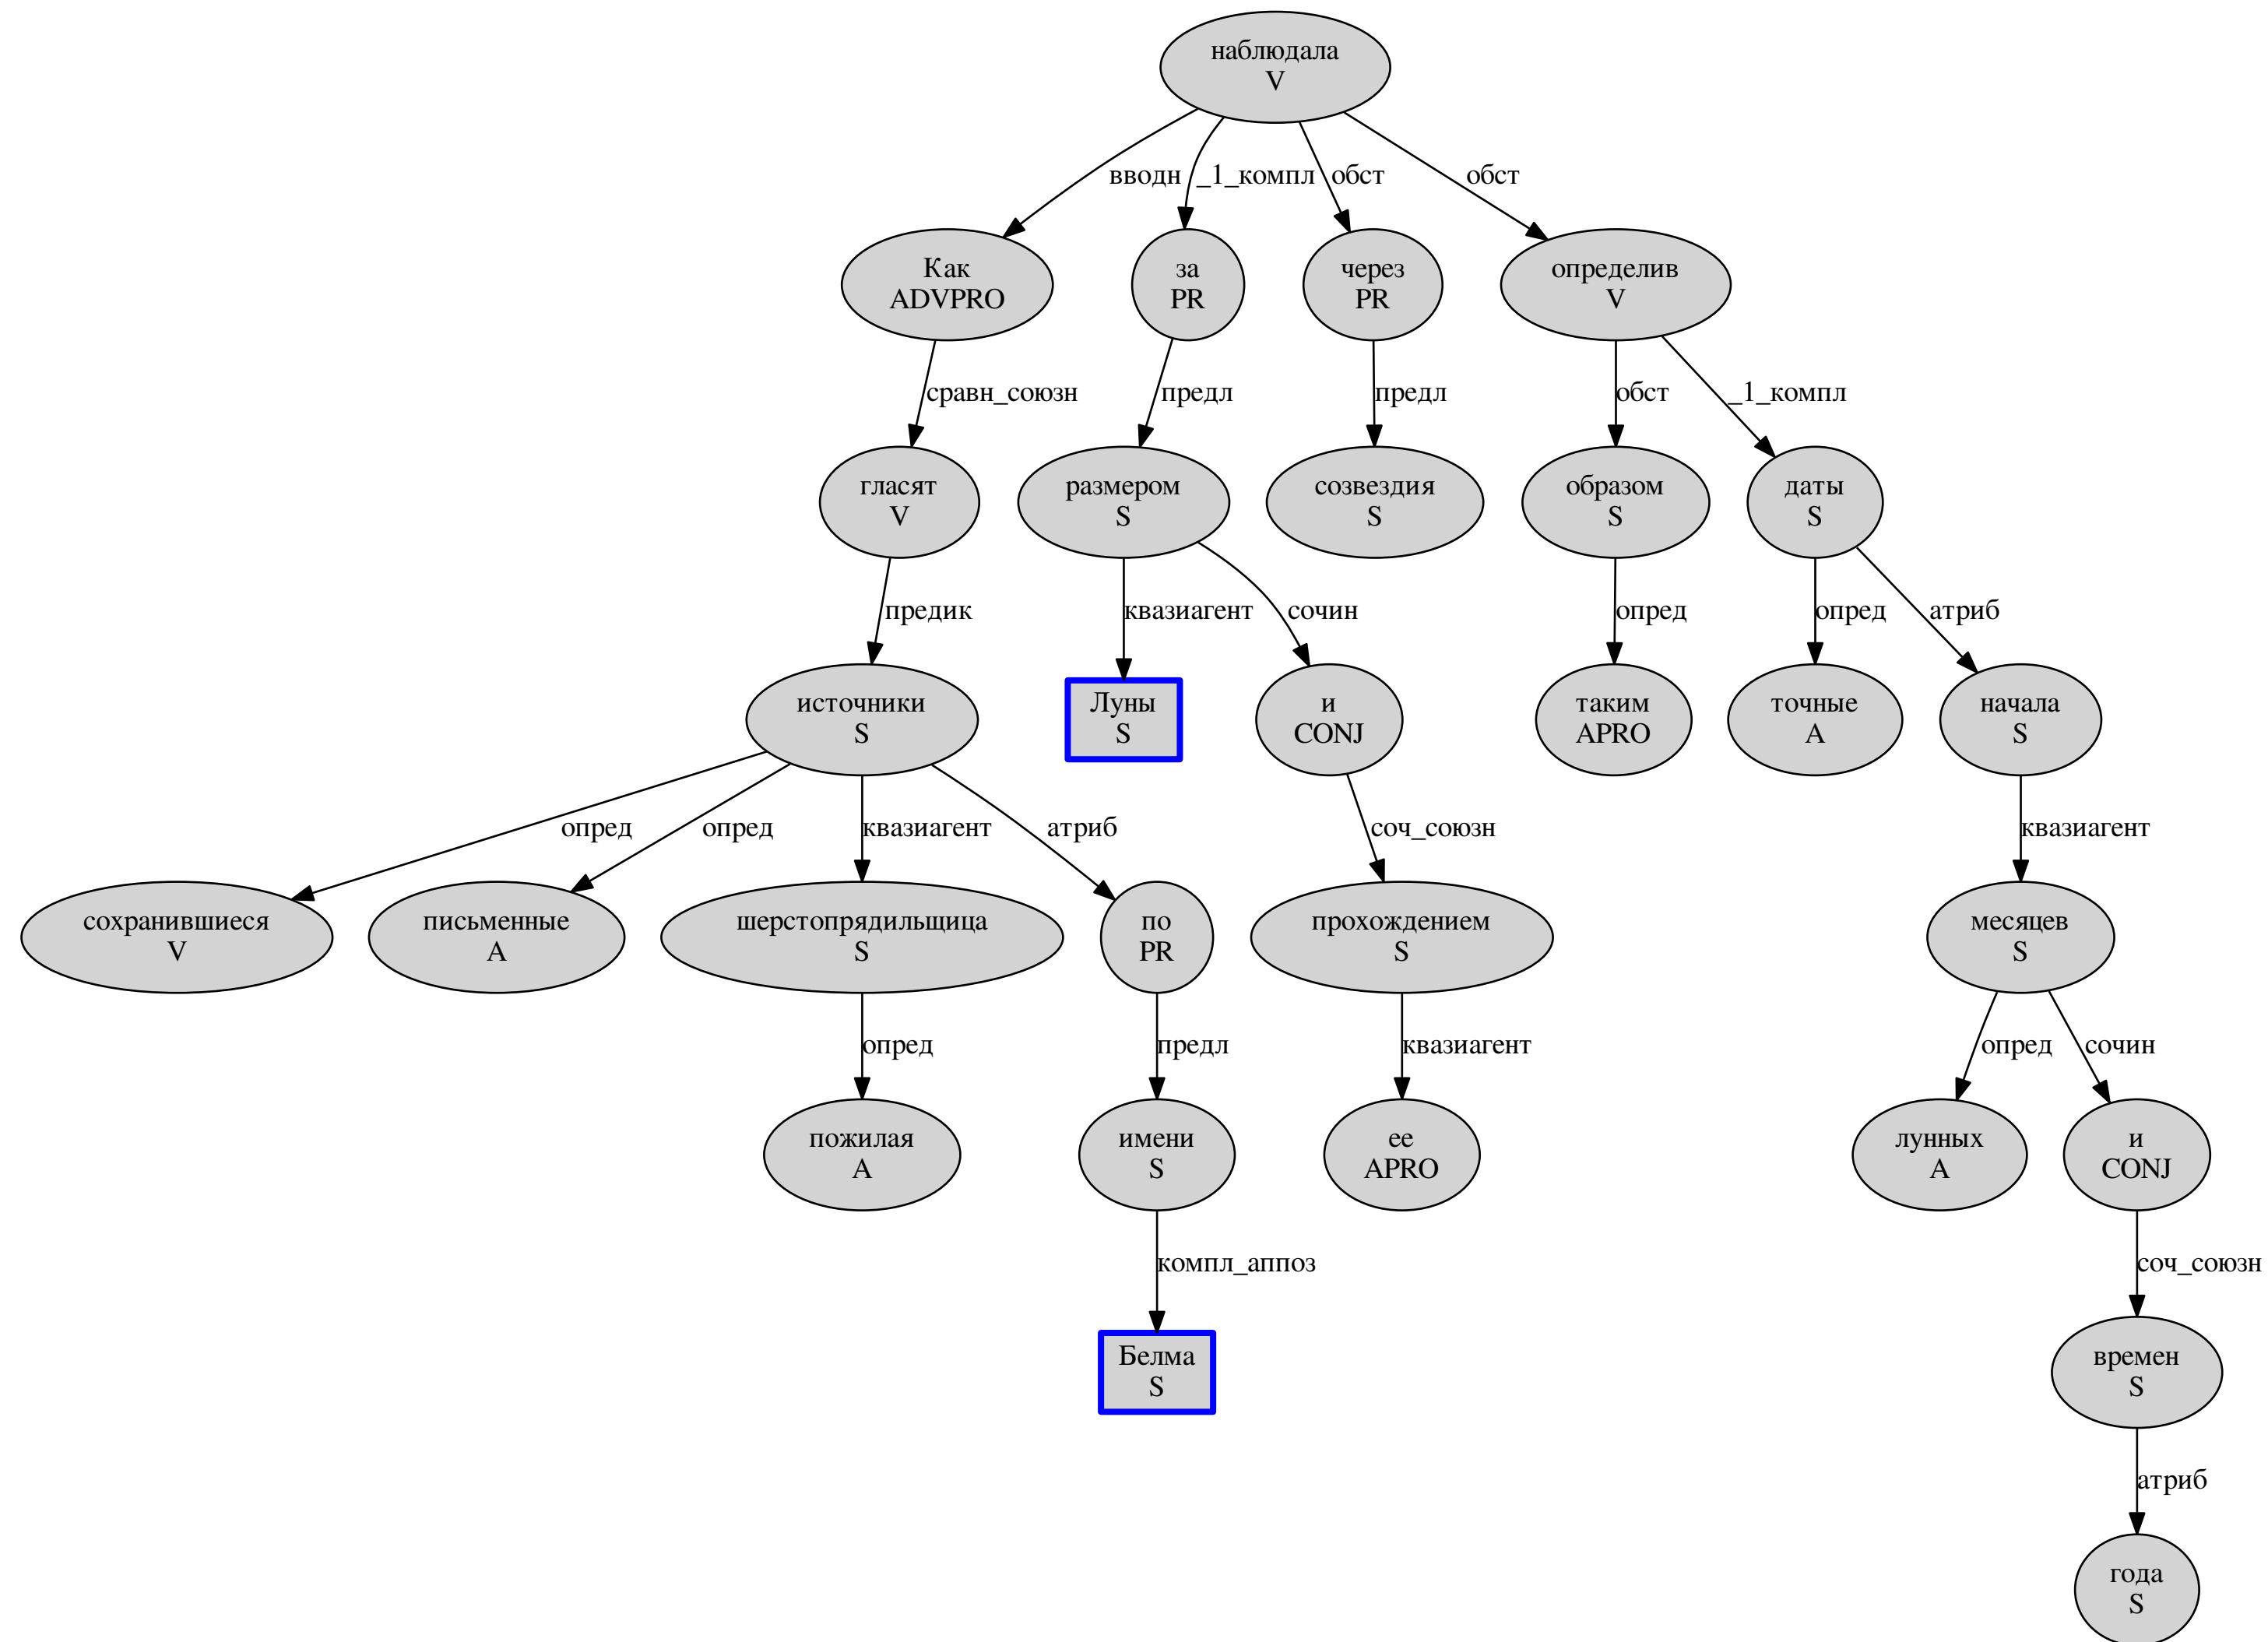 наблюдала
V
вводн
_1_компл
обст
обст
Как
ADVPRO
за
PR
через
PR
определив
V
сравн_союзн
предл
предл
обст
_1_компл
гласят
V
размером
S
созвездия
S
образом
S
даты
S
предик
квазиагент
сочин
опред
опред
атриб
источники
S
Луны
S
и
CONJ
таким
APRO
точные
A
начала
S
опред
опред
квазиагент
атриб
соч_союзн
квазиагент
сохранившиеся
V
письменные
A
шерстопрядильщица
S
по
PR
прохождением
S
месяцев
S
опред
предл
квазиагент
опред
сочин
пожилая
A
имени
S
ее
APRO
лунных
A
и
CONJ
компл_аппоз
соч_союзн
Белма
S
времен
S
атриб
года
S